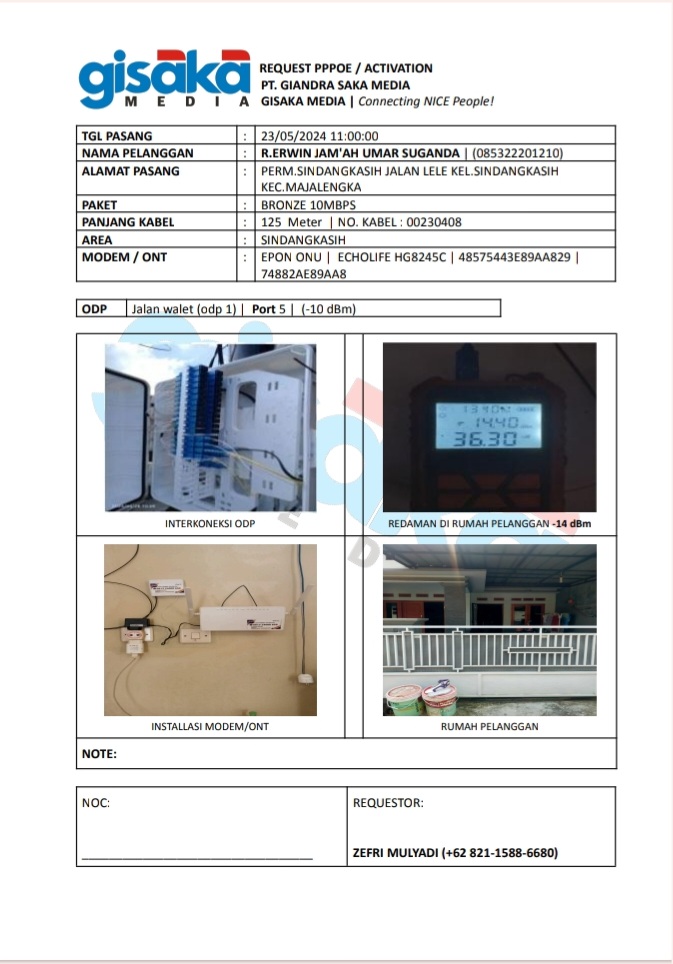 gisaka
MEDIA
REQUEST PPPOE / ACTIVATION
PT. GIANDRA SAKA MEDIA
GISAKA MEDIA | Connecting NICE People!
TGL PASANG : 23/05/2024 11:00:00
NAMA PELANGGAN : R.ERWIN JAM'AH UMAR SUGANDA | (085322201210)
ALAMAT PASANG : PERM.SINDANGKASIH JALAN LELE KEL.SINDANGKASIH
KEC.MAJALENGKA
PAKET : BRONZE 10MBPS
PANJANG KABEL : 125 Meter | NO. KABEL : 00230408
AREA : SINDANGKASIH
MODEM / ONT : EPON ONU | ECHOLIFE HG8245C | 48575443E89AA829 |
74882AE89AA8
ODP Jalan walet (odp 1) | Port 5 | (-10 dBm)
14.40
36.30
INTERKONEKSI ODP
REDAMAN DI RUMAH PELANGGAN -14 dBm
INSTALLASI MODEM/ONT
RUMAH PELANGGAN
NOTE:
NOC:
REQUESTOR:
ZEFRI MULYADI (+62 821-1588-6680)